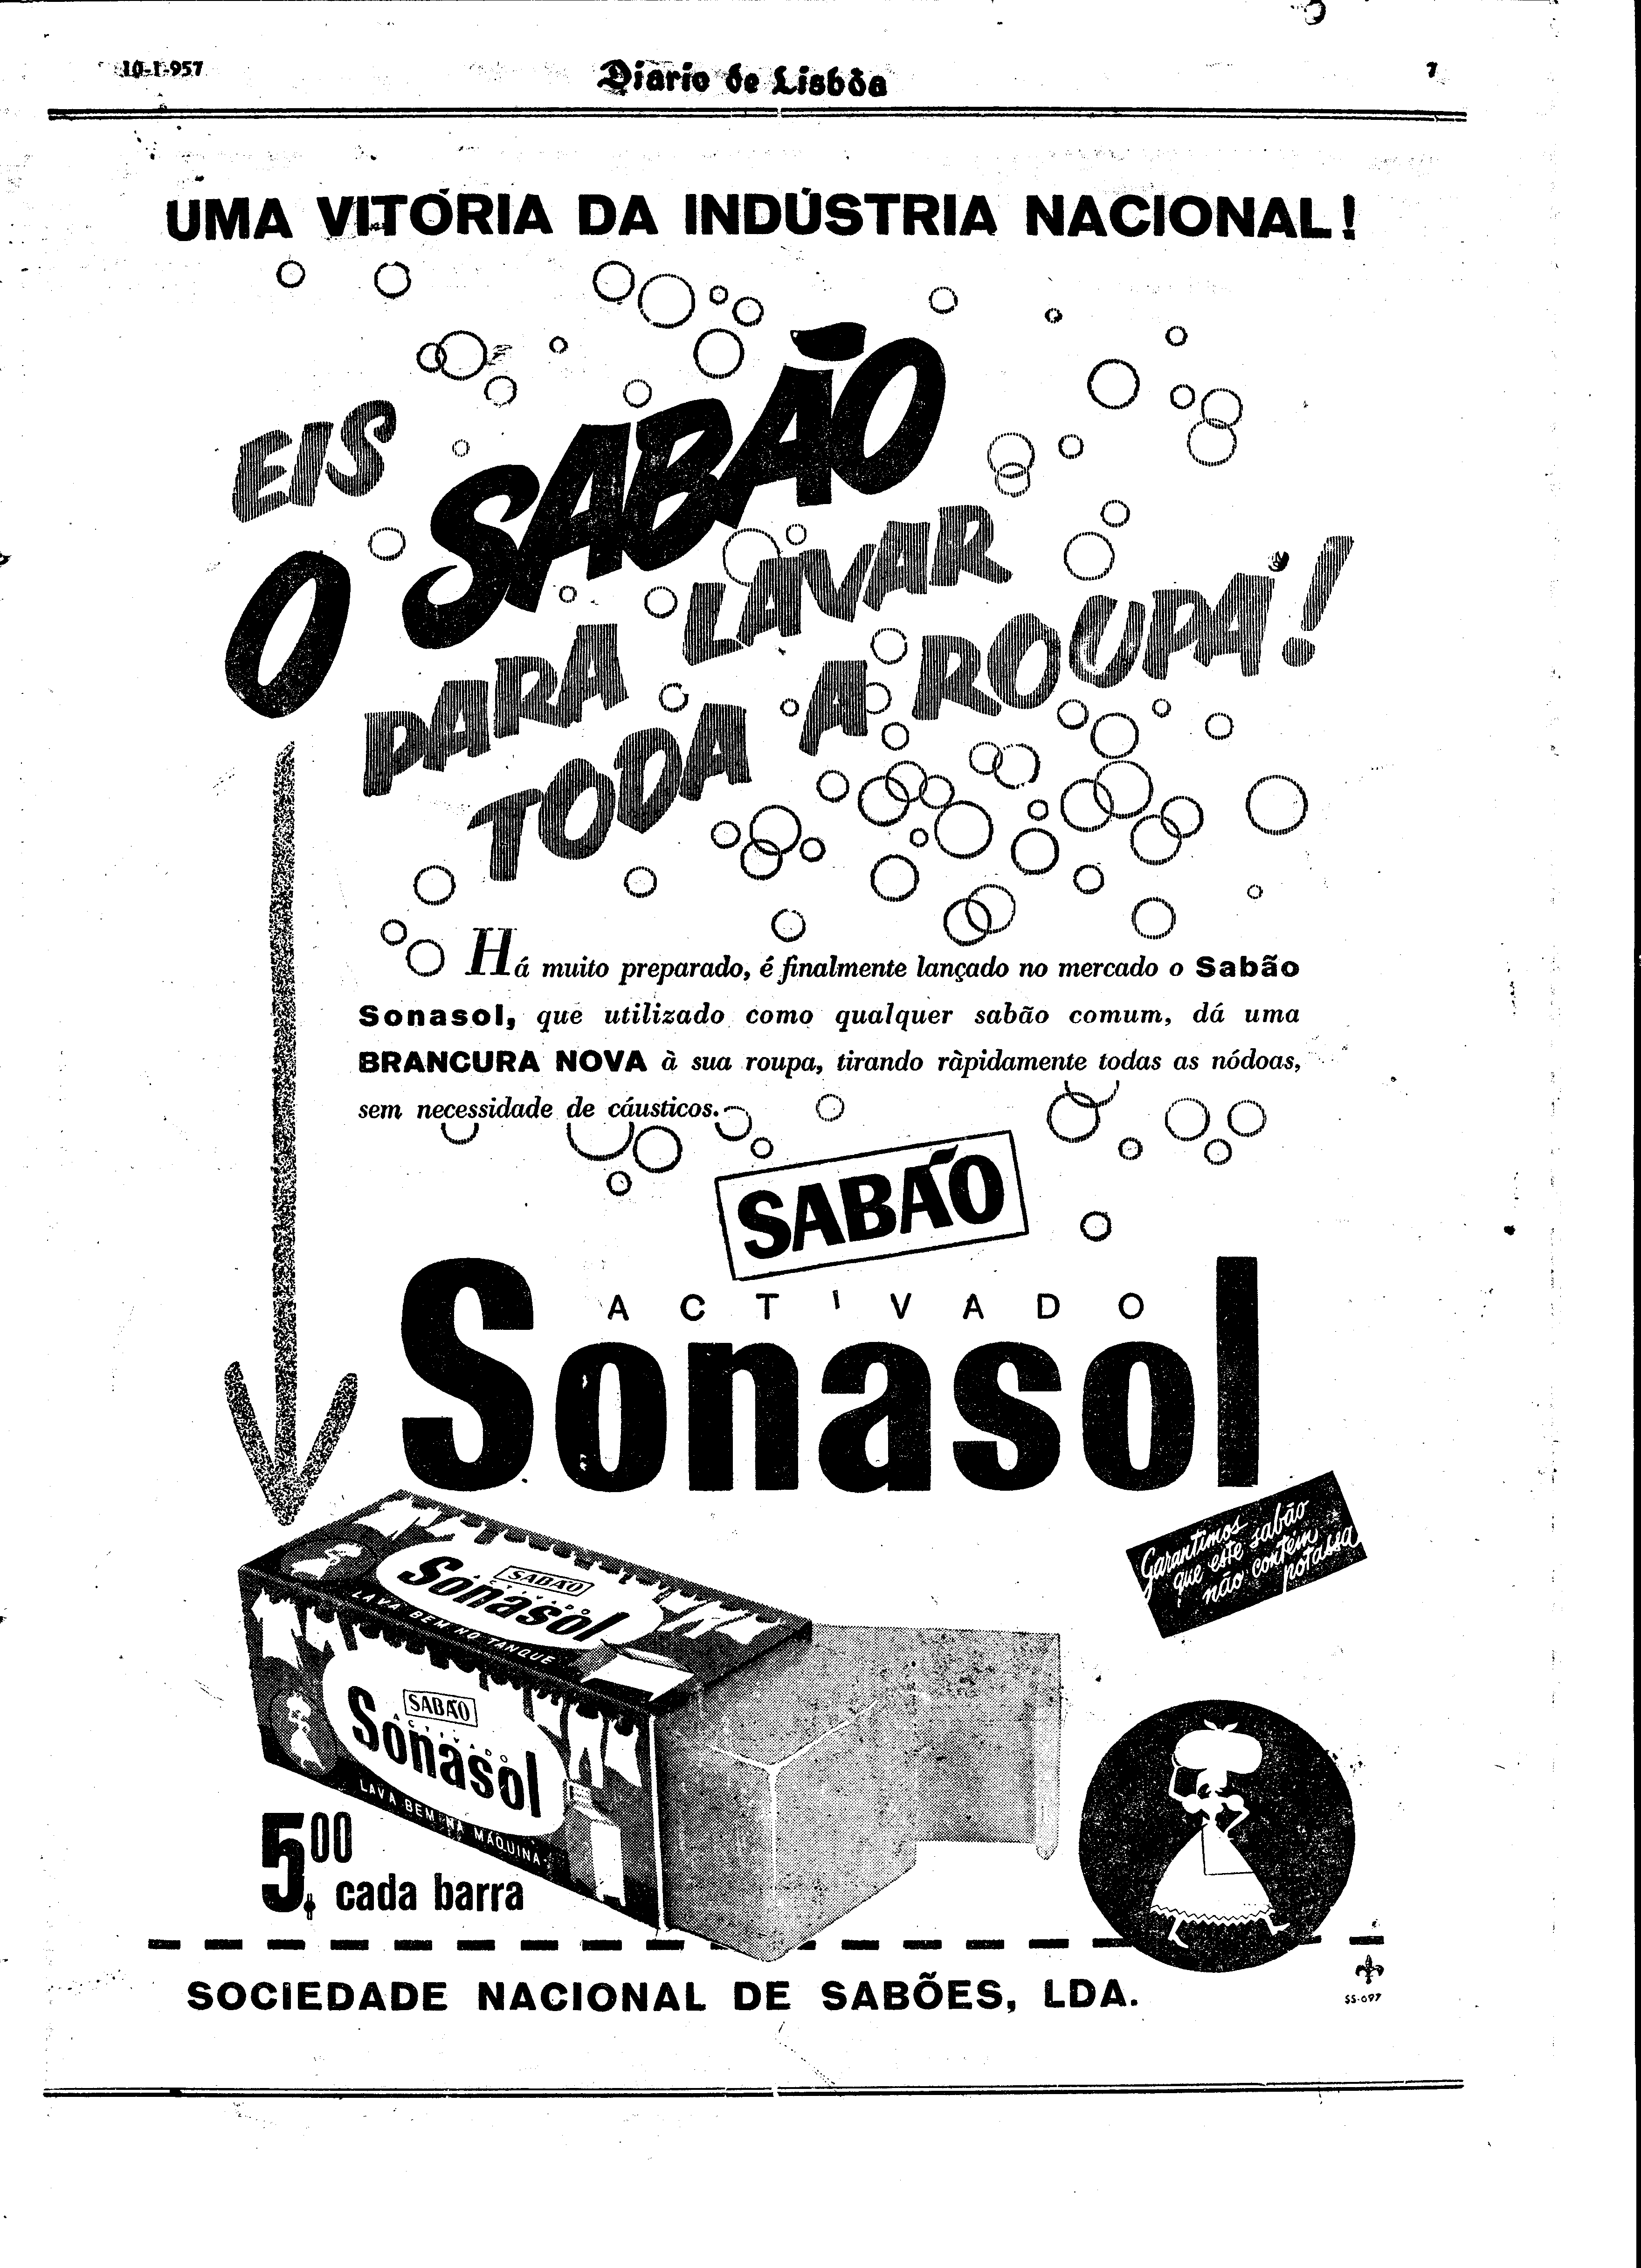 10-1-957
Diario de Lisbôa
7
UMA VITÓRIA DA INDÚSTRIA NACIONAL!
EIS
O SABÃO
PARA LAVAR
TODA A ROUPA!
Há muito preparado, é finalmente lançado no mercado o Sabão
Sonasol, que utilizado como qualquer sabão comum, dá uma
BRANCURA NOVA à sua roupa, tirando ràpidamente todas as nódoas,
sem necessidade de cáusticos.
SABÃO
ACTIVADO
Sonasol
Garantimos
que este sabão
não contém
potassa
SABÃO
ACTIVADO
Sonasol
LAVA BEM NO TANQUE
SABÃO
ACTIVADO
Sonasol
LAVA BEM NA MÁQUINA
5$00
cada barra
SOCIEDADE NACIONAL DE SABÕES, LDA.
SS-097